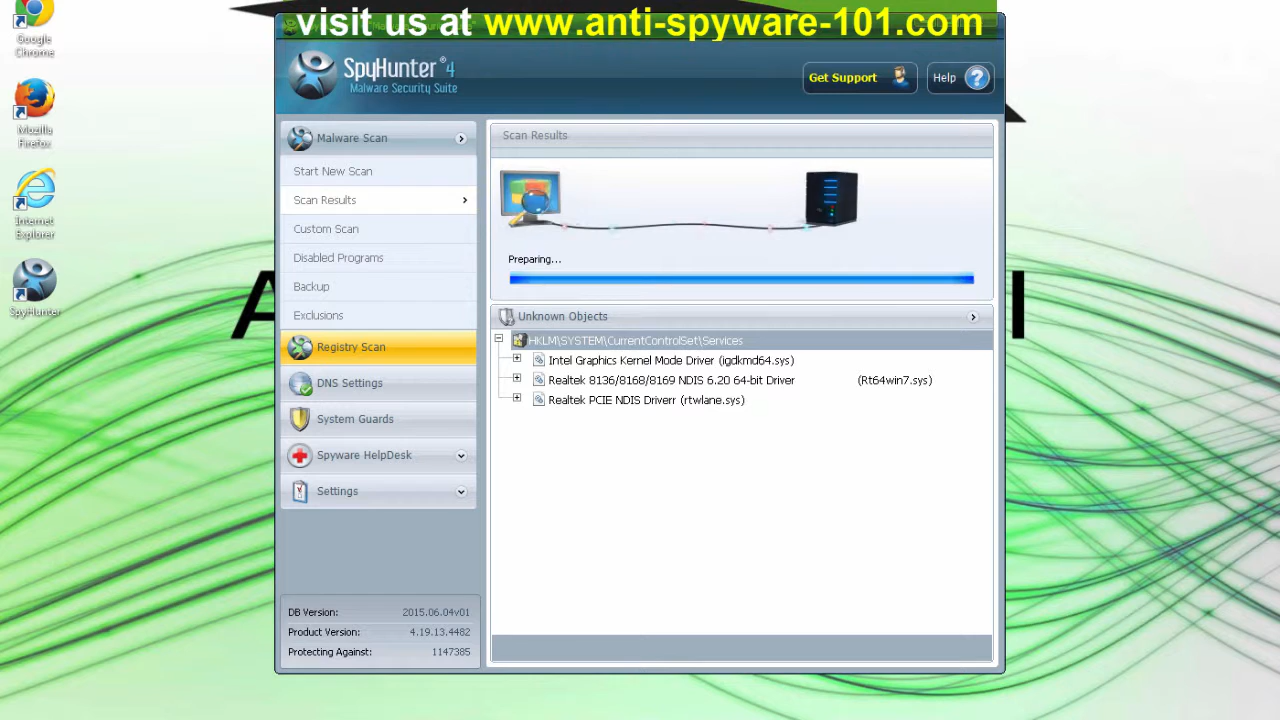 visit us at www.anti-spyware-101.com
Google
Chrome
Mozilla
Firefox
Internet
Explorer
SpyHunter
SpyHunter® 4
Malware Security Suite
Get Support
Help
Malware Scan
Start New Scan
Scan Results
Custom Scan
Disabled Programs
Backup
Exclusions
Registry Scan
DNS Settings
System Guards
Spyware HelpDesk
Settings
DB Version: 2015.06.04v01
Product Version: 4.19.13.4482
Protecting Against: 1147385
Scan Results
Preparing...
Unknown Objects
HKLM\SYSTEM\CurrentControlSet\Services
Intel Graphics Kernel Mode Driver (igdkmd64.sys)
Realtek 8136/8168/8169 NDIS 6.20 64-bit Driver (Rt64win7.sys)
Realtek PCIE NDIS Driverr (rtwlane.sys)